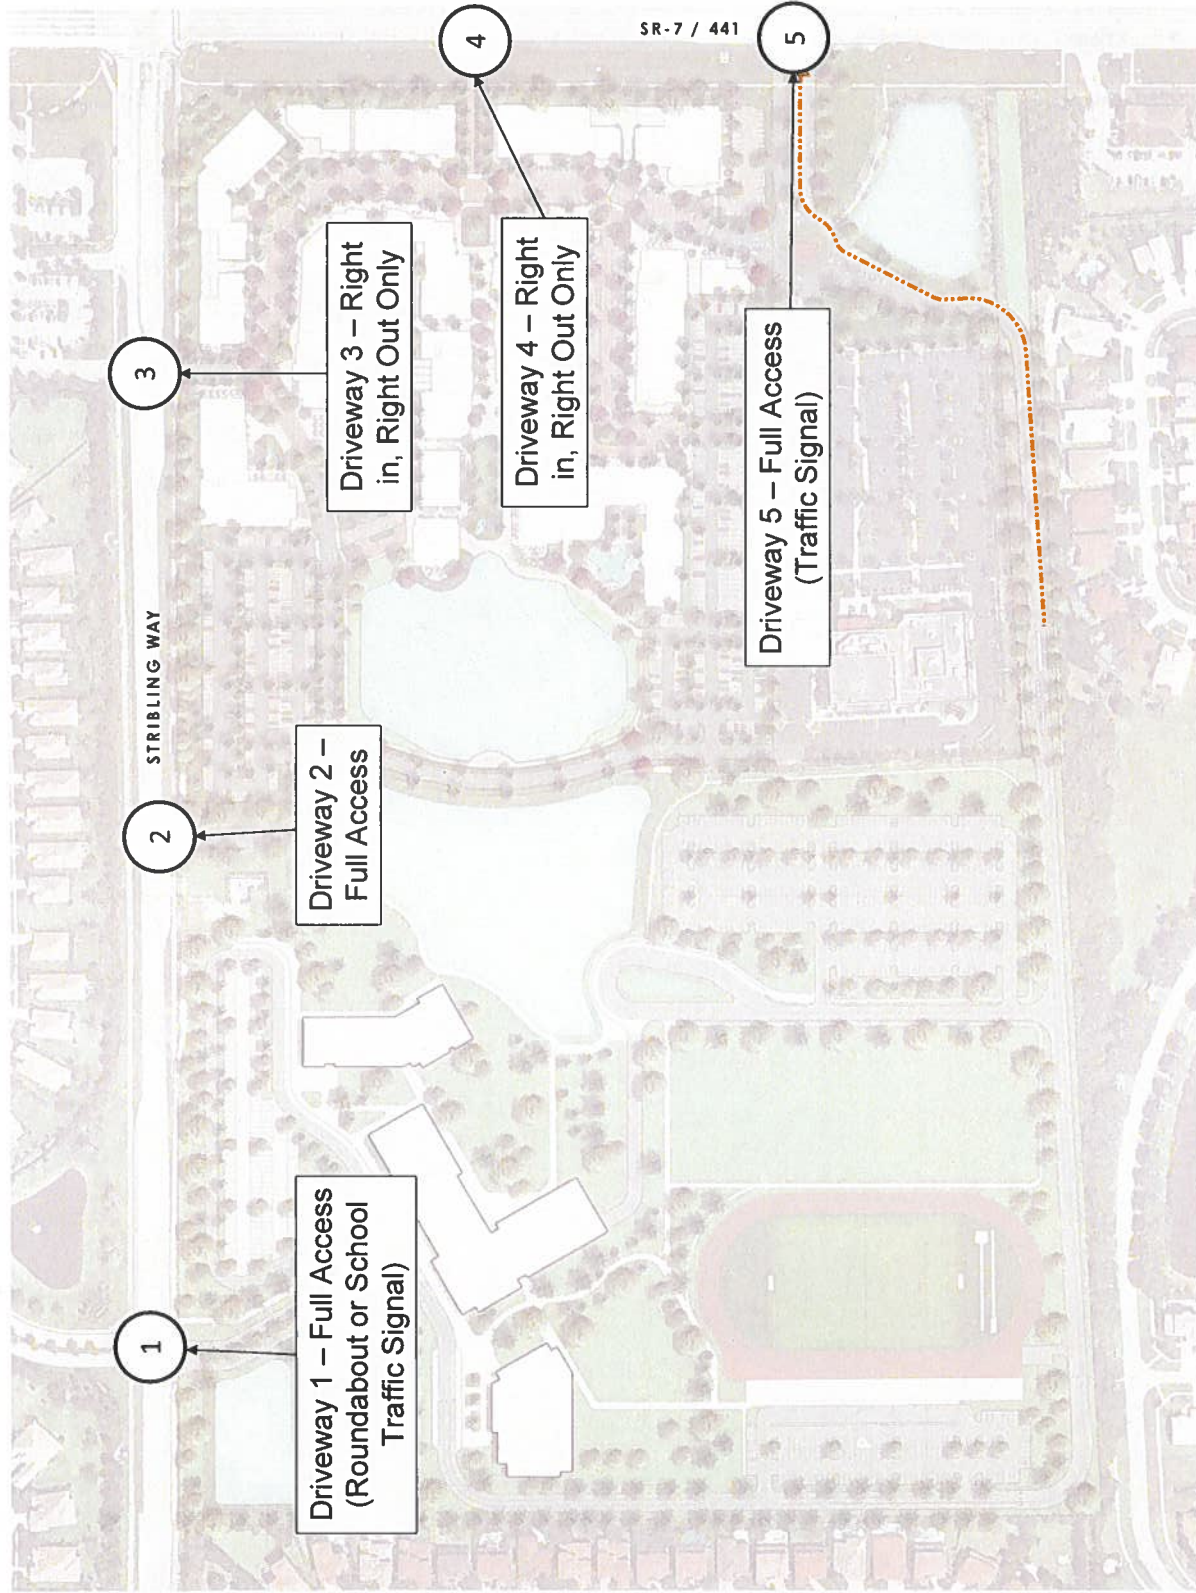 SR-7 / 441
STRIBLING WAY
1
2
3
4
5
Driveway 1 – Full Access
(Roundabout or School
Traffic Signal)
Driveway 2 –
Full Access
Driveway 3 – Right
in, Right Out Only
Driveway 4 – Right
in, Right Out Only
Driveway 5 – Full Access
(Traffic Signal)